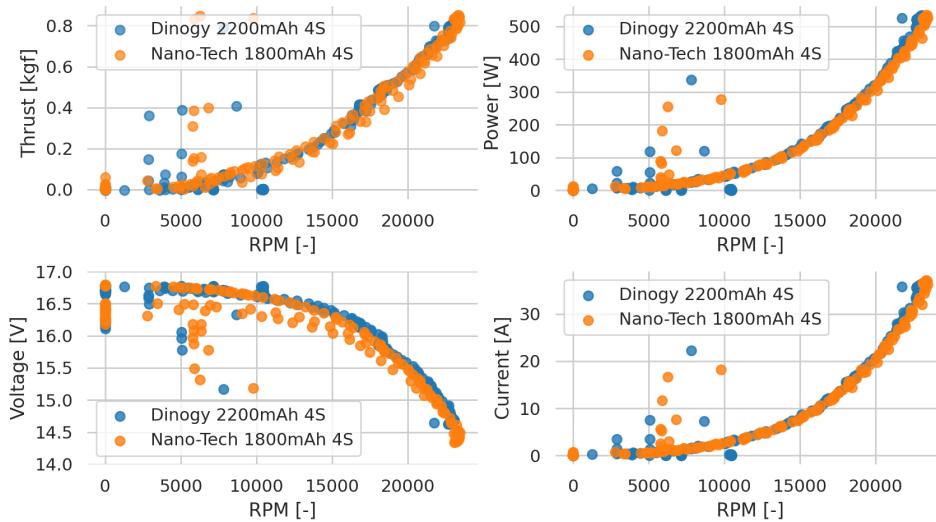 0.8
0.6
0.4
0.2
0.0
Thrust [kgf]
Dinogy 2200mAh 4S
Nano-Tech 1800mAh 4S
0 5000 10000 15000 20000
RPM [-]
500
400
300
200
100
0
Power [W]
Dinogy 2200mAh 4S
Nano-Tech 1800mAh 4S
0 5000 10000 15000 20000
RPM [-]
17.0
16.5
16.0
15.5
15.0
14.5
14.0
Voltage [V]
Dinogy 2200mAh 4S
Nano-Tech 1800mAh 4S
0 5000 10000 15000 20000
RPM [-]
30
20
10
0
Current [A]
Dinogy 2200mAh 4S
Nano-Tech 1800mAh 4S
0 5000 10000 15000 20000
RPM [-]